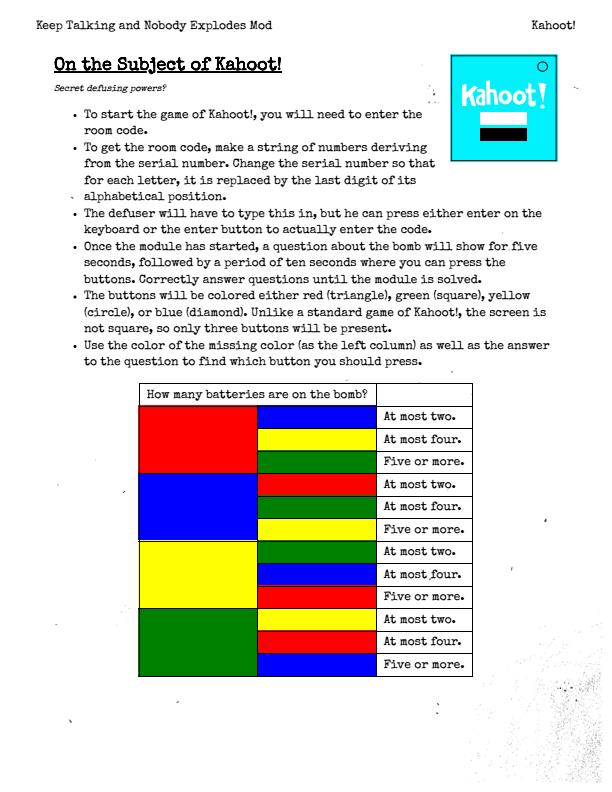 Keep Talking and Nobody Explodes Mod
Kahoot!
On the Subject of Kahoot!
Secret defusing powers?
Kahoot!
• To start the game of Kahoot!, you will need to enter the
room code.
• To get the room code, make a string of numbers deriving
from the serial number. Change the serial number so that
for each letter, it is replaced by the last digit of its
alphabetical position.
• The defuser will have to type this in, but he can press either enter on the
keyboard or the enter button to actually enter the code.
• Once the module has started, a question about the bomb will show for five
seconds, followed by a period of ten seconds where you can press the
buttons. Correctly answer questions until the module is solved.
• The buttons will be colored either red (triangle), green (square), yellow
(circle), or blue (diamond). Unlike a standard game of Kahoot!, the screen is
not square, so only three buttons will be present.
• Use the color of the missing color (as the left column) as well as the answer
to the question to find which button you should press.
How many batteries are on the bomb?
At most two.
At most four.
Five or more.
At most two.
At most four.
Five or more.
At most two.
At most four.
Five or more.
At most two.
At most four.
Five or more.